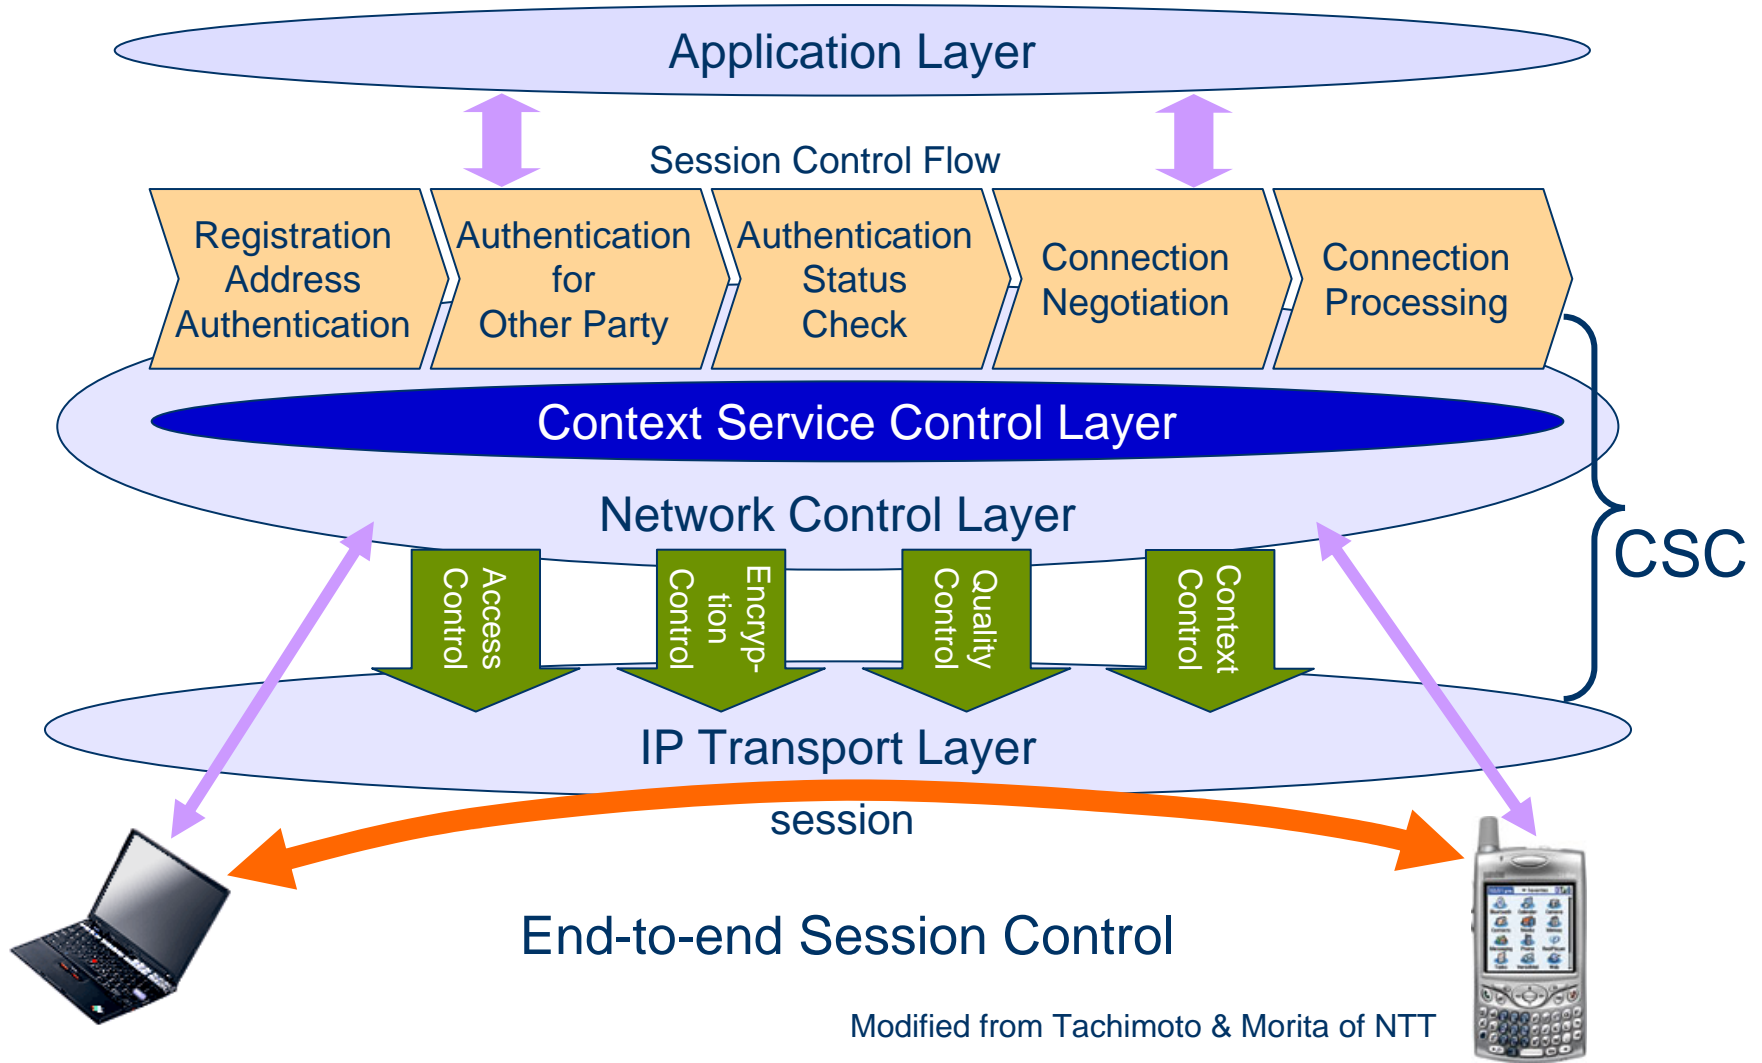 Application Layer
Session Control Flow
Registration
Address
Authentication
Authentication
for
Other Party
Authentication
Status
Check
Connection
Negotiation
Connection
Processing
Context Service Control Layer
Network Control Layer
CSC
Access
Control
Encryp-
tion
Control
Quality
Control
Context
Control
IP Transport Layer
session
End-to-end Session Control
Modified from Tachimoto & Morita of NTT